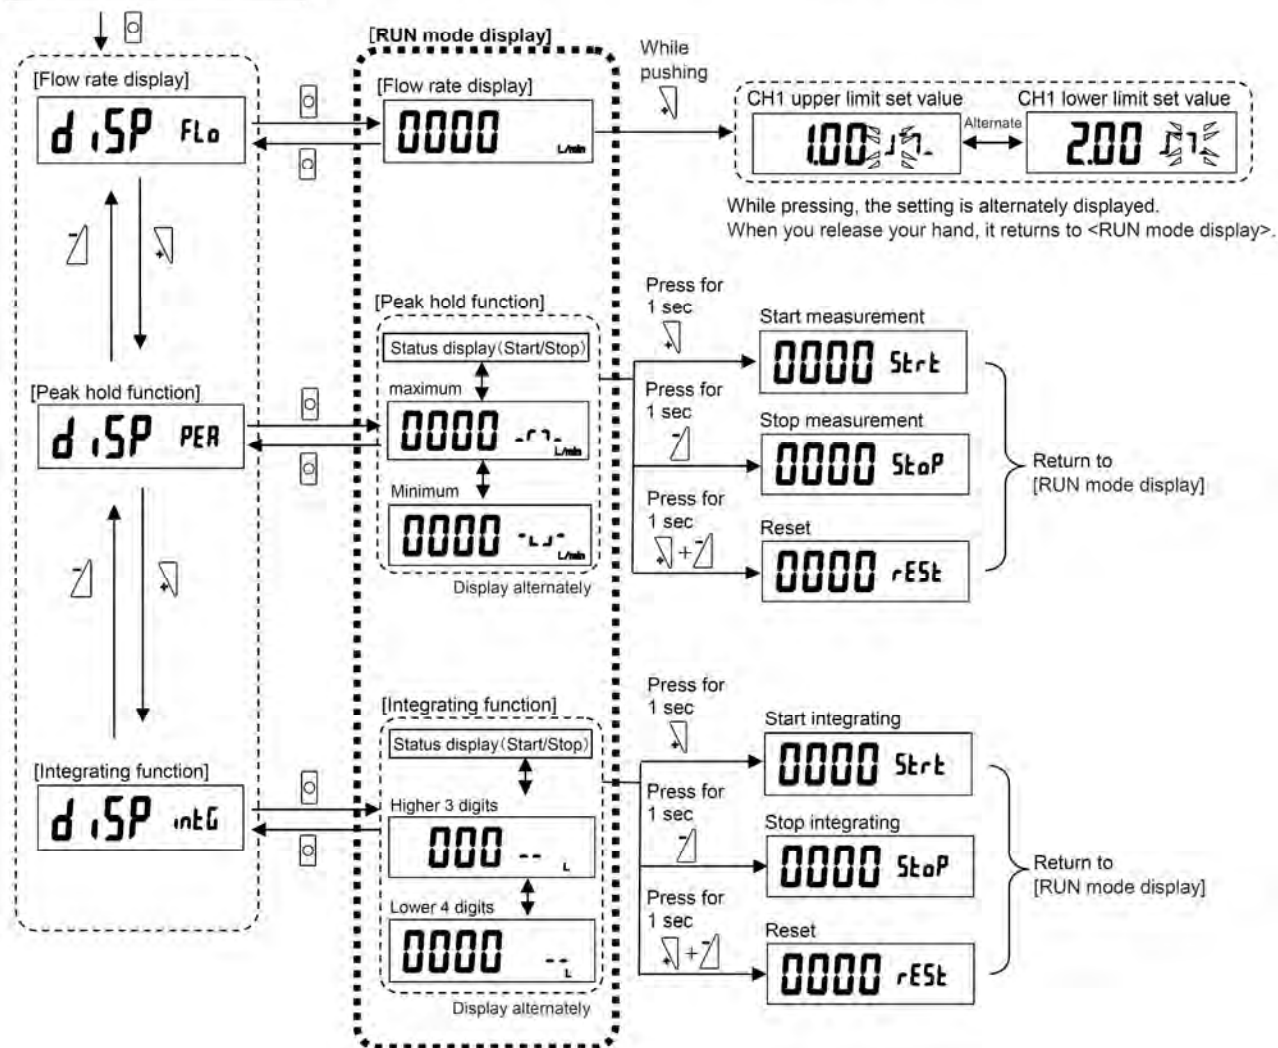 [RUN mode display]
[Flow rate display]
diSP FLo
[Flow rate display]
0000 L/min
While
pushing
+
CH1 upper limit set value
1.00
Alternate
CH1 lower limit set value
2.00
While pressing, the setting is alternately displayed.
When you release your hand, it returns to <RUN mode display>.
-
+
[Peak hold function]
diSP PEA
[Peak hold function]
Status display(Start/Stop)
maximum
0000 L/min
Minimum
0000 L/min
Display alternately
Press for
1 sec
+
Start measurement
0000 Strt
Press for
1 sec
-
Stop measurement
0000 StoP
Press for
1 sec
+ + -
Reset
0000 rESt
Return to
[RUN mode display]
-
+
[Integrating function]
diSP intG
[Integrating function]
Status display(Start/Stop)
Higher 3 digits
000 -- L
Lower 4 digits
0000 -- L
Display alternately
Press for
1 sec
+
Start integrating
0000 Strt
Press for
1 sec
-
Stop integrating
0000 StoP
Press for
1 sec
+ + -
Reset
0000 rESt
Return to
[RUN mode display]